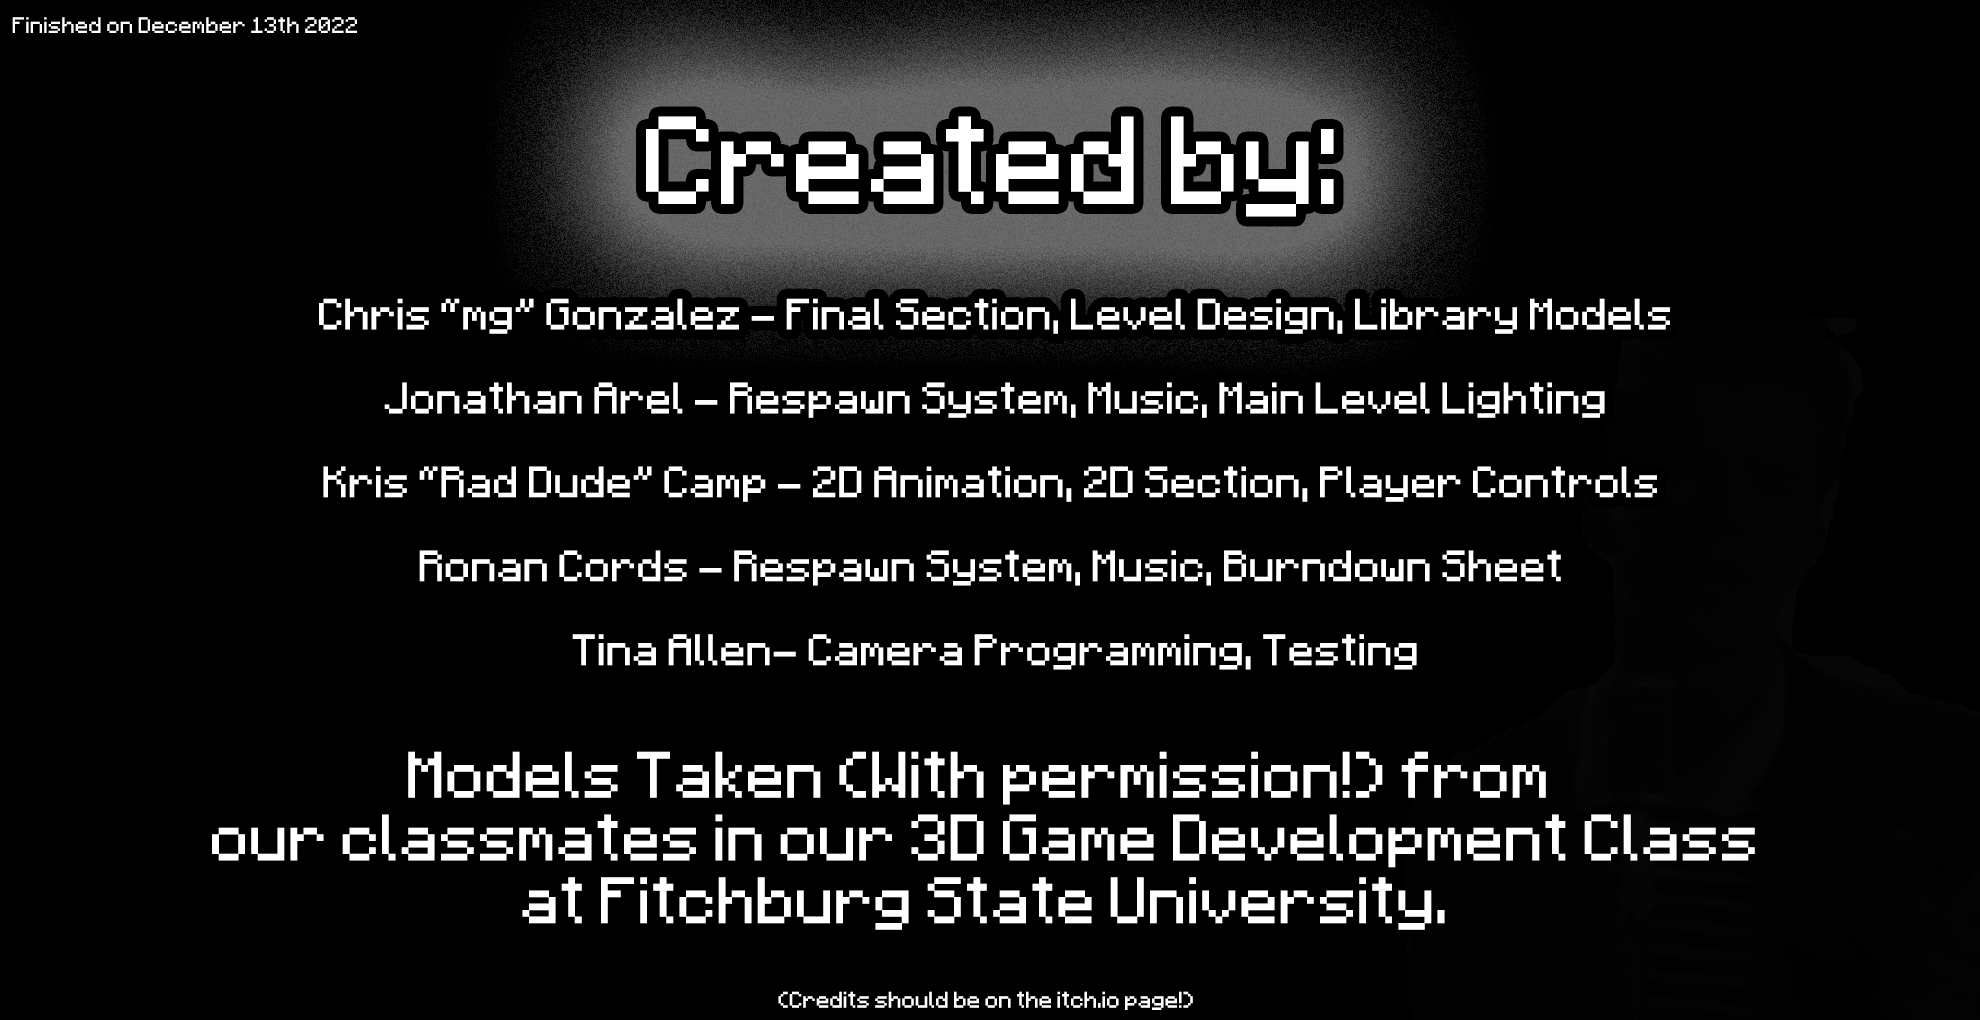 Finished on December 13th 2022
Created by:
Chris "mg" Gonzalez - Final Section, Level Design, Library Models
Jonathan Arel - Respawn System, Music, Main Level Lighting
Kris "Rad Dude" Camp - 2D Animation, 2D Section, Player Controls
Ronan Cords - Respawn System, Music, Burndown Sheet
Tina Allen- Camera Programming, Testing
Models Taken (With permission!) from
our classmates in our 3D Game Development Class
at Fitchburg State University.
(Credits should be on the itch.io page!)